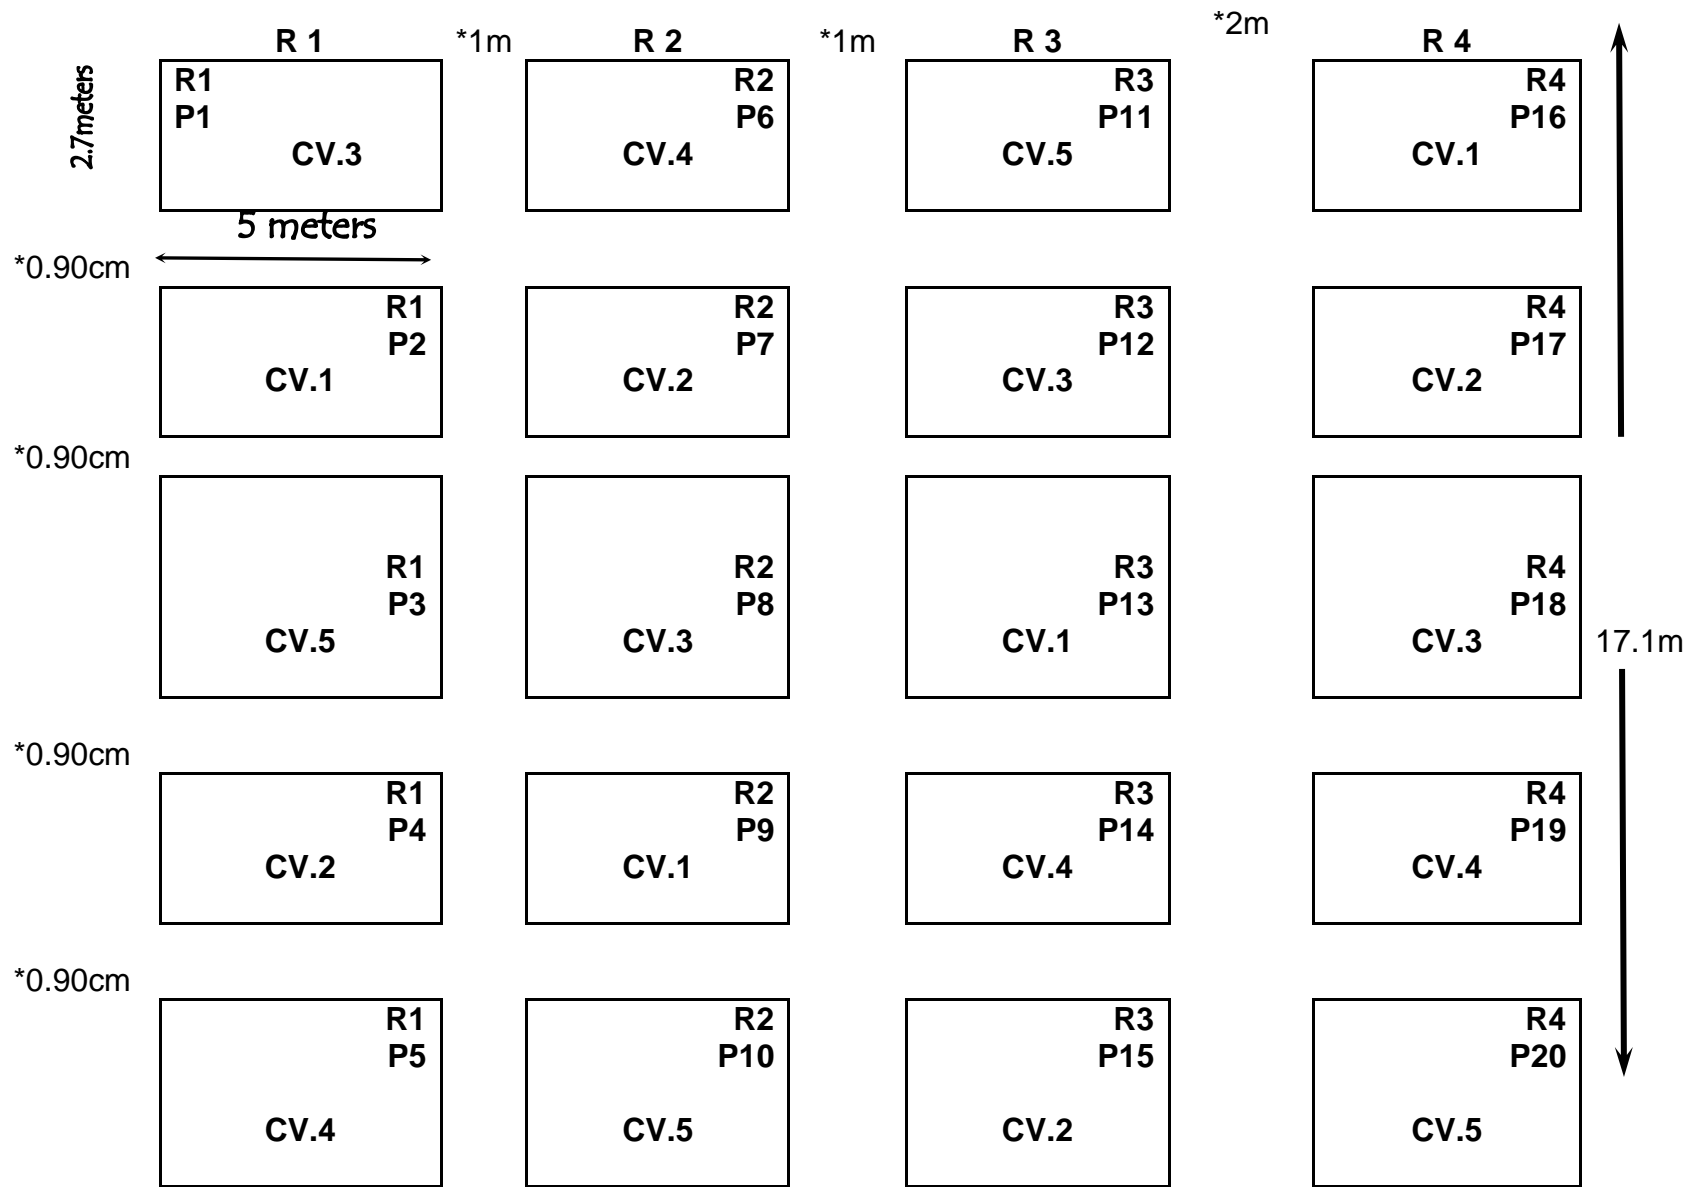 *2m
R 1 *1m R 2 *1m R 3 R 4
2.7meters
R1 R2 R3 R4
P1 P6 P11 P16
CV.3 CV.4 CV.5 CV.1
5 meters
*0.90cm
R1 R2 R3 R4
P2 P7 P12 P17
CV.1 CV.2 CV.3 CV.2
*0.90cm
R1 R2 R3 R4
P3 P8 P13 P18
CV.5 CV.3 CV.1 CV.3 17.1m
*0.90cm
R1 R2 R3 R4
P4 P9 P14 P19
CV.2 CV.1 CV.4 CV.4
*0.90cm
R1 R2 R3 R4
P5 P10 P15 P20
CV.4 CV.5 CV.2 CV.5